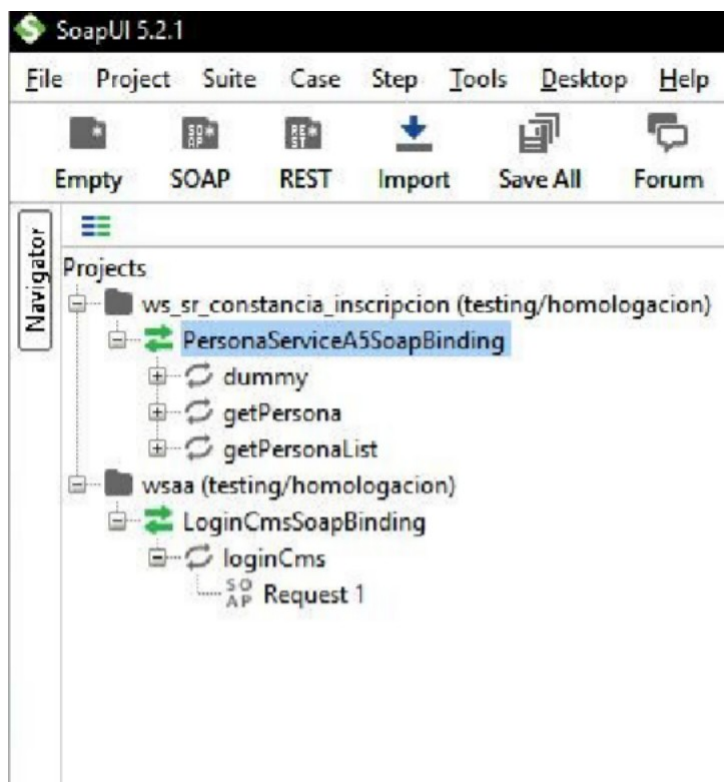 SoapUI 5.2.1
File Project Suite Case Step Tools Desktop Help
Empty SOAP REST Import Save All Forum
Navigator
Projects
ws_sr_constancia_inscripcion (testing/homologacion)
PersonaServiceA5SoapBinding
dummy
getPersona
getPersonaList
wsaa (testing/homologacion)
LoginCmsSoapBinding
loginCms
SOAP Request 1